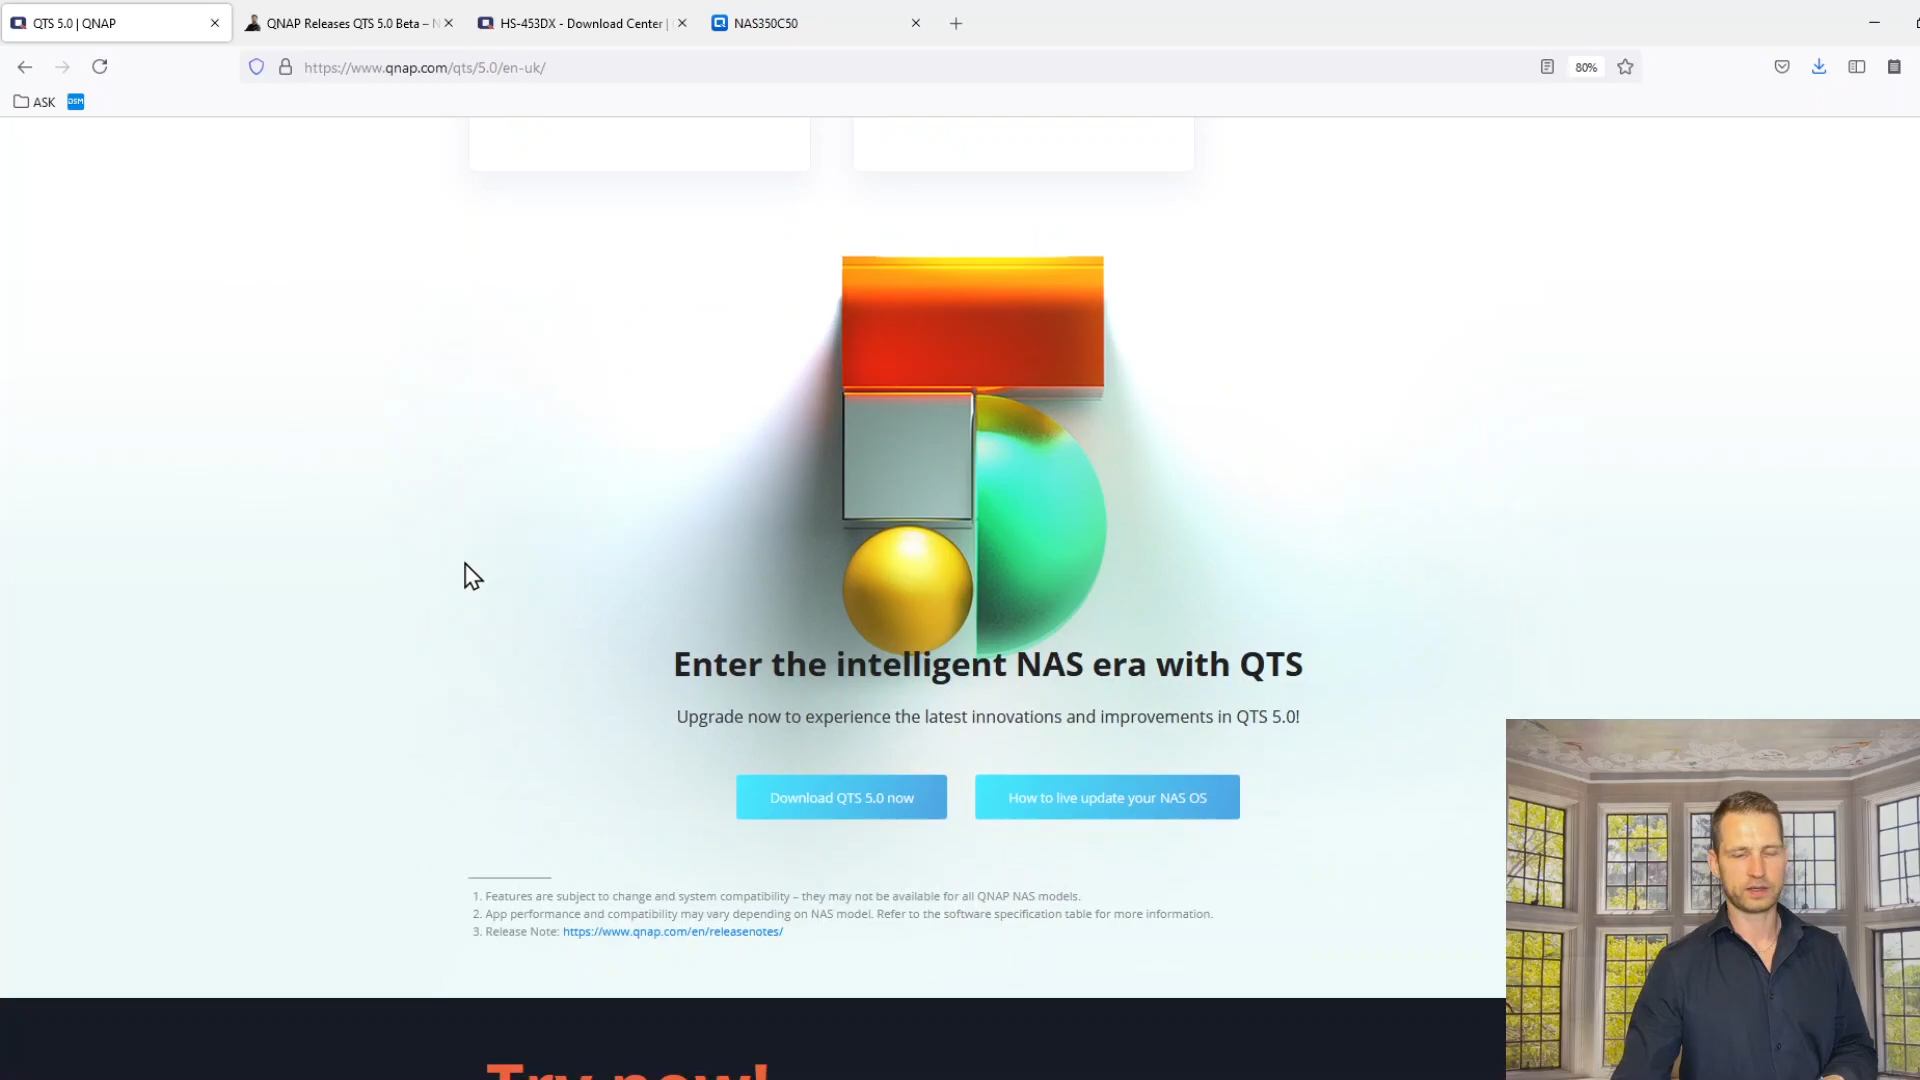 QTS 5.0 | QNAP
QNAP Releases QTS 5.0 Beta –
HS-453DX - Download Center |
NAS350C50
https://www.qnap.com/qts/5.0/en-uk/
80%
ASK
DSM
Enter the intelligent NAS era with QTS
Upgrade now to experience the latest innovations and improvements in QTS 5.0!
Download QTS 5.0 now
How to live update your NAS OS
1. Features are subject to change and system compatibility – they may not be available for all QNAP NAS models.
2. App performance and compatibility may vary depending on NAS model. Refer to the software specification table for more information.
3. Release Note: https://www.qnap.com/en/releasenotes/
Try now!